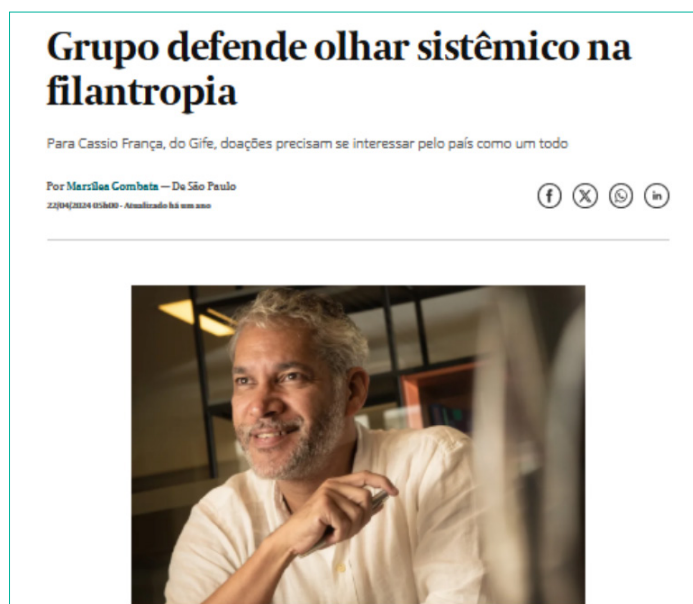 Grupo defende olhar sistêmico na
filantropia
Para Cassio França, do Gife, doações precisam se interessar pelo país como um todo
Por Marsílea Gombata — De São Paulo
22/04/2024 05h00 · Atualizado há um ano